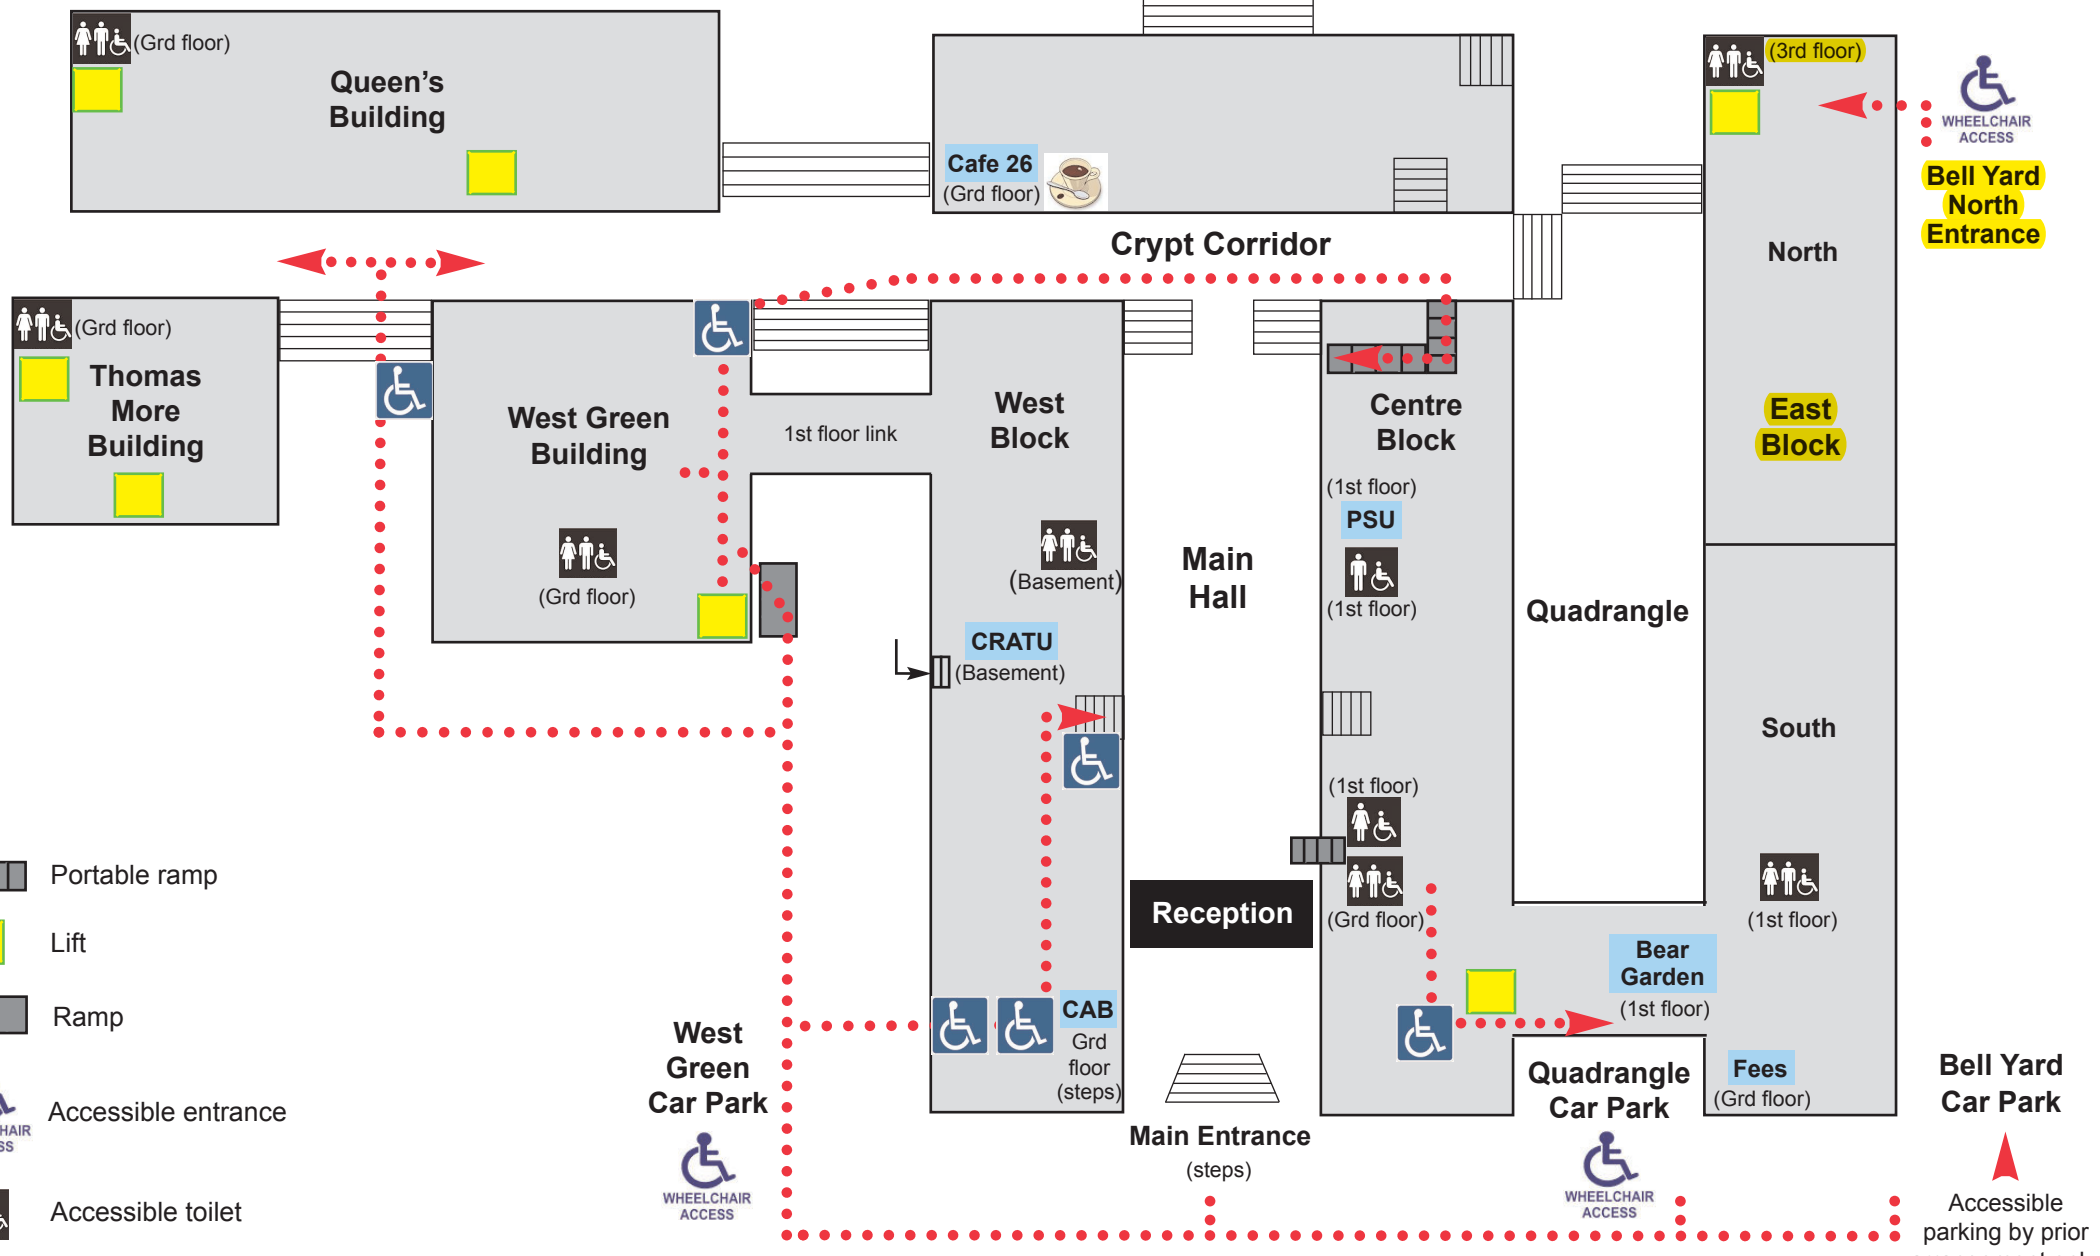 (Grd floor)
Queen's
Building
Cafe 26
(Grd floor)
(3rd floor)
WHEELCHAIR
ACCESS
Bell Yard
North
Entrance
Crypt Corridor
North
(Grd floor)
Thomas
More
Building
West Green
Building
1st floor link
West
Block
Centre
Block
East
Block
(1st floor)
PSU
(1st floor)
(Grd floor)
(Basement)
Main
Hall
Quadrangle
CRATU
(Basement)
South
(1st floor)
(Grd floor)
Reception
(1st floor)
Bear
Garden
(1st floor)
CAB
Grd
floor
(steps)
West
Green
Car Park
WHEELCHAIR
ACCESS
Main Entrance
(steps)
Quadrangle
Car Park
WHEELCHAIR
ACCESS
Fees
(Grd floor)
Bell Yard
Car Park
Accessible
parking by prior
Portable ramp
Lift
Ramp
Accessible entrance
Accessible toilet